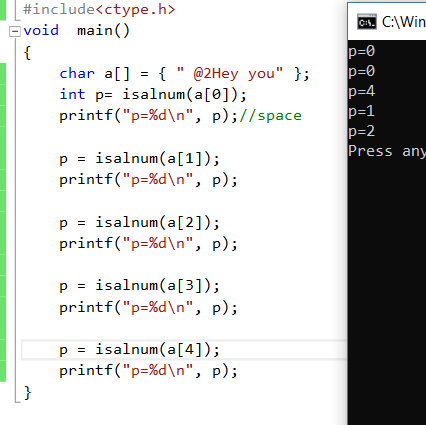 #include<ctype.h>
void  main()
{
char a[] = { " @2Hey you" };
int p= isalnum(a[0]);
printf("p=%d\n", p);//space
p = isalnum(a[1]);
printf("p=%d\n", p);
p = isalnum(a[2]);
printf("p=%d\n", p);
p = isalnum(a[3]);
printf("p=%d\n", p);
p = isalnum(a[4]);
printf("p=%d\n", p);
}
C:\Win
p=0
p=0
p=4
p=1
p=2
Press any